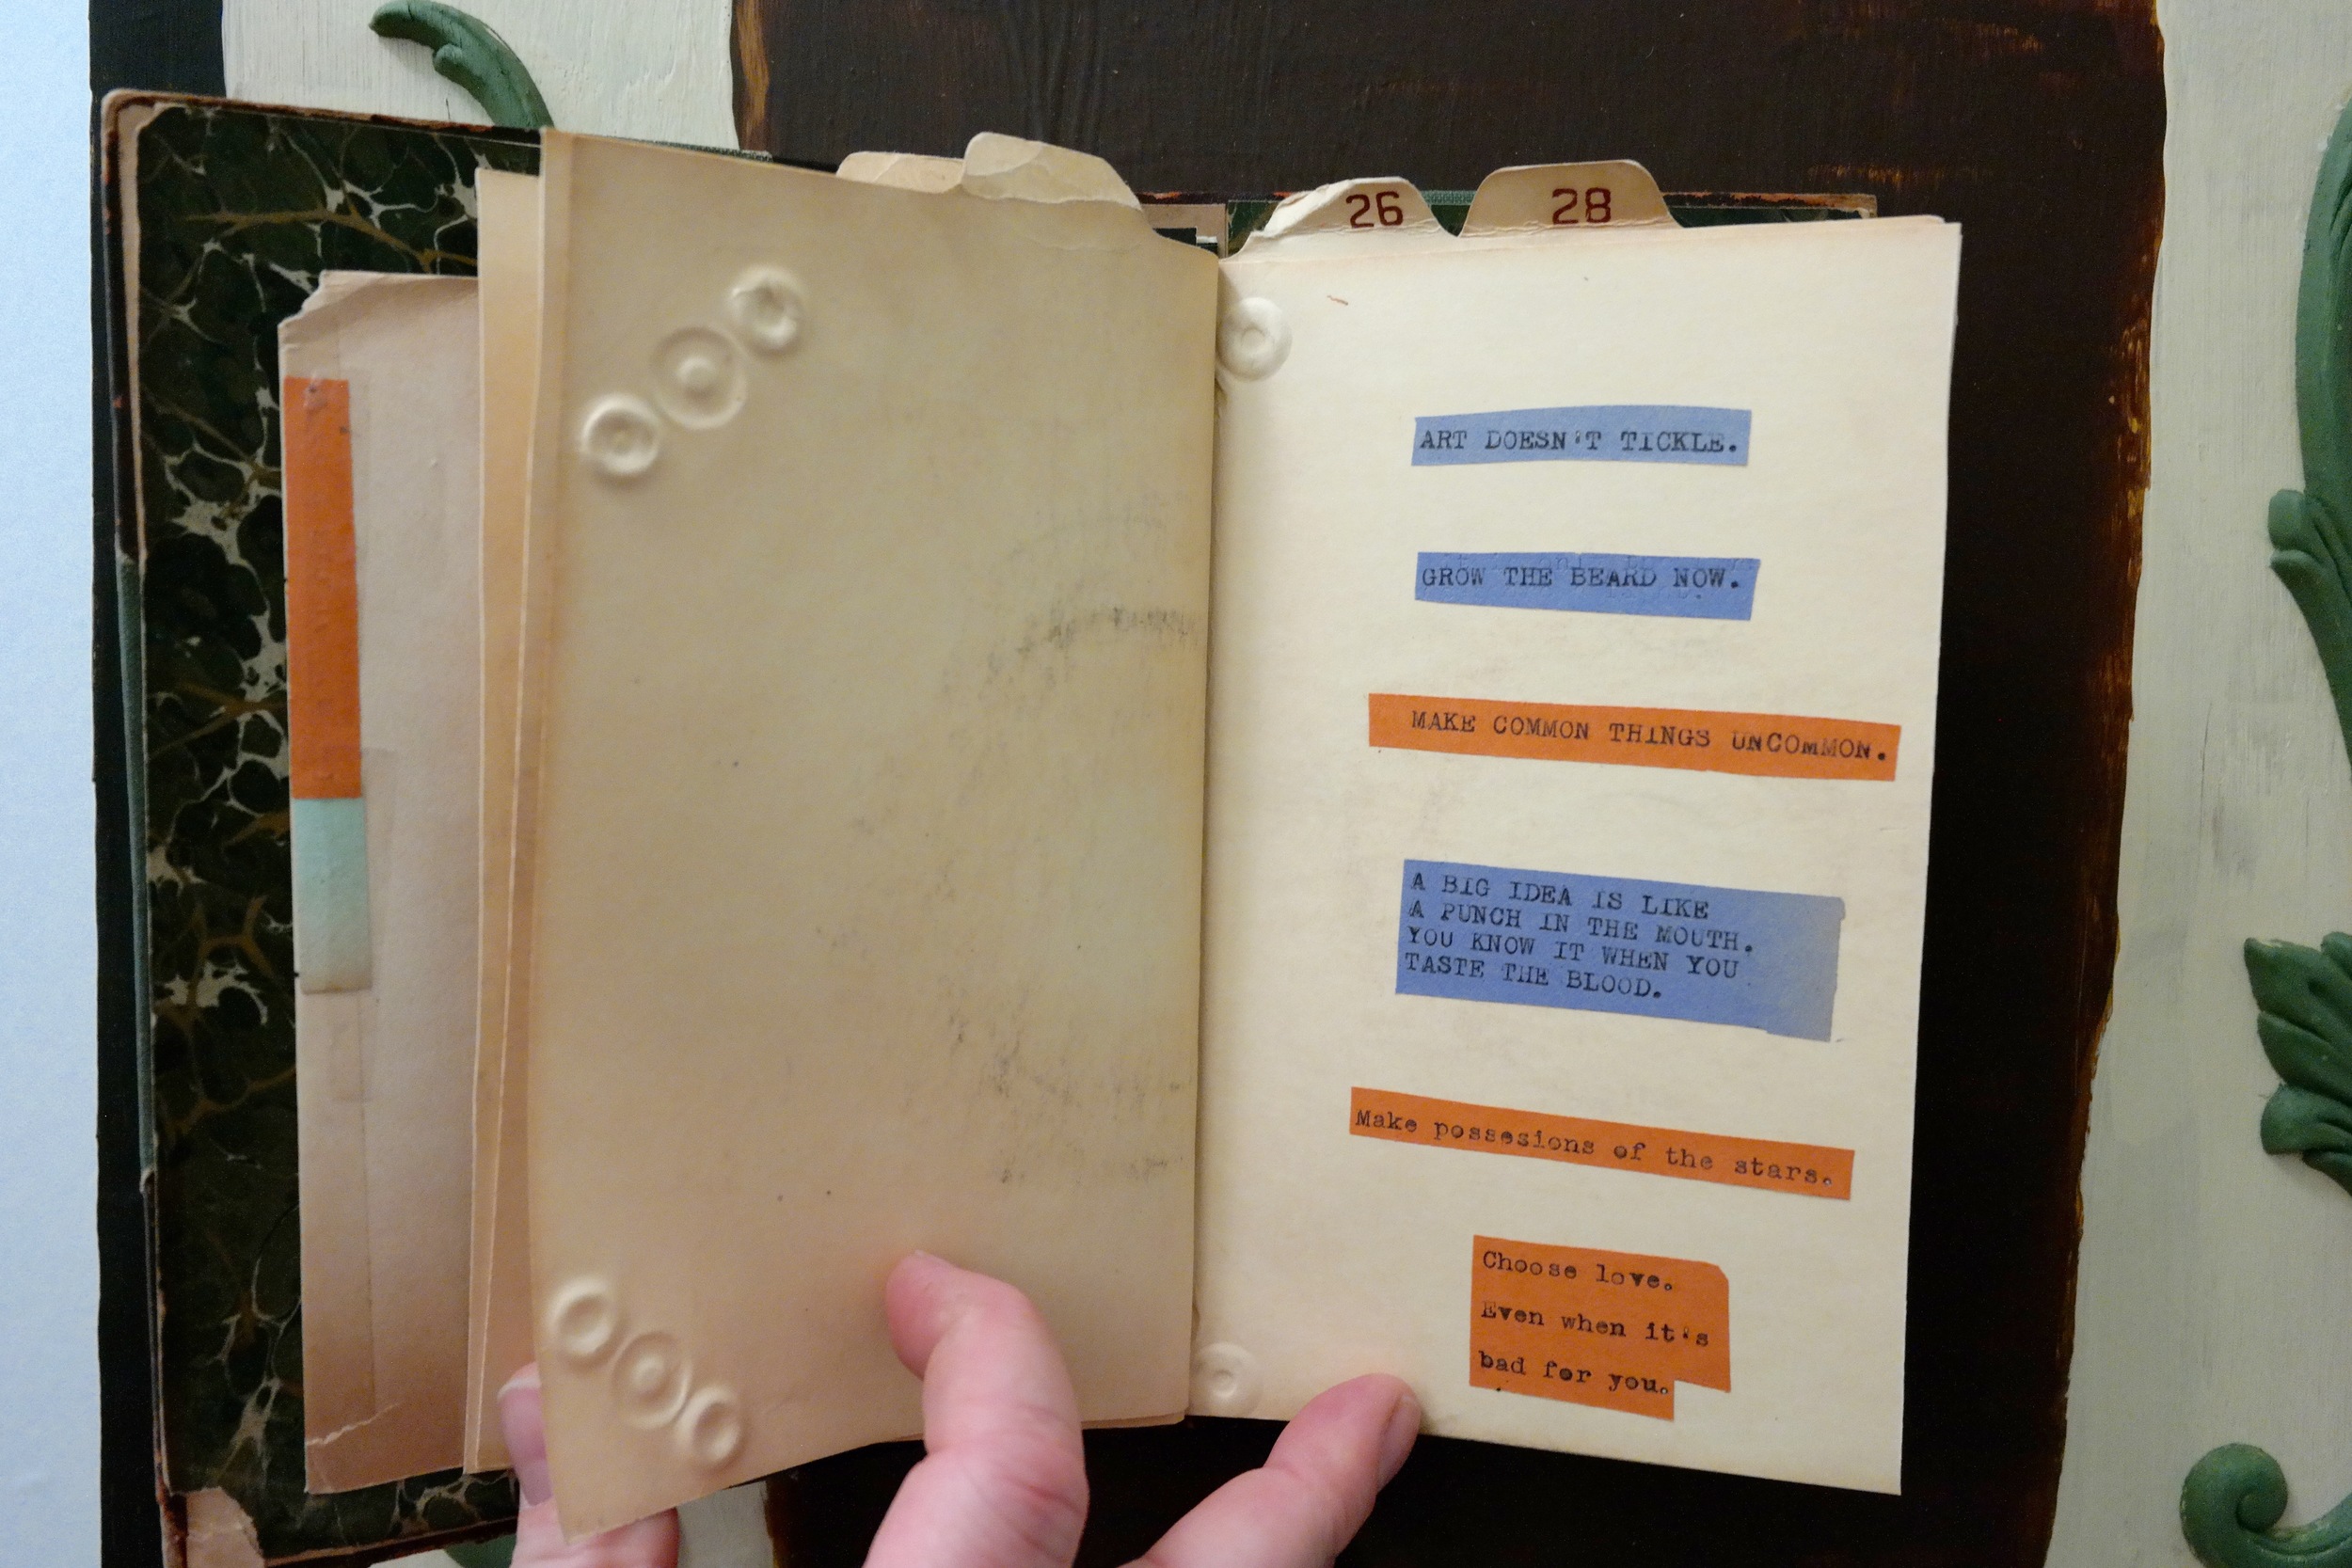 26 28
ART DOESN'T TICKLE.
GROW THE BEARD NOW.
MAKE COMMON THINGS UNCOMMON.
A BIG IDEA IS LIKE
A PUNCH IN THE MOUTH.
YOU KNOW IT WHEN YOU
TASTE THE BLOOD.
Make possesions of the stars.
Choose love.
Even when it's
bad for you.